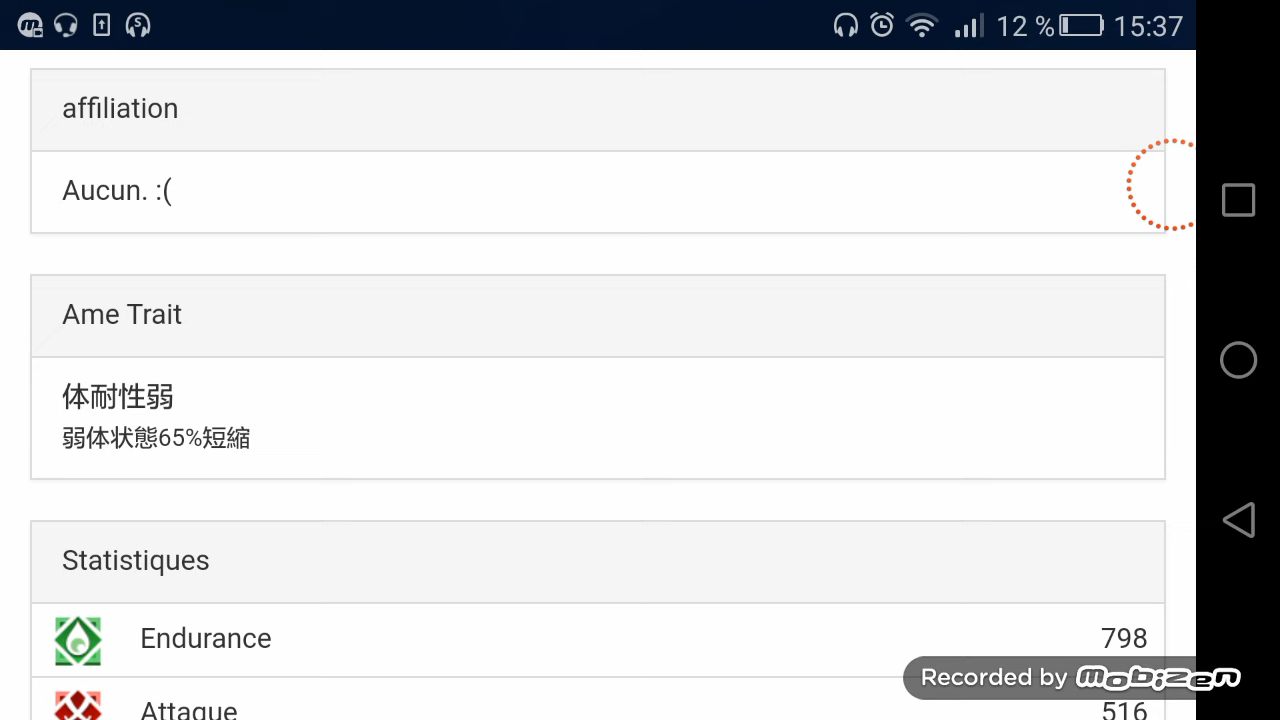 12 % 15:37
affiliation
Aucun. :(
Ame Trait
体耐性弱
弱体状態65%短縮
Statistiques
Endurance 798
Attaque 516
Recorded by mobizen